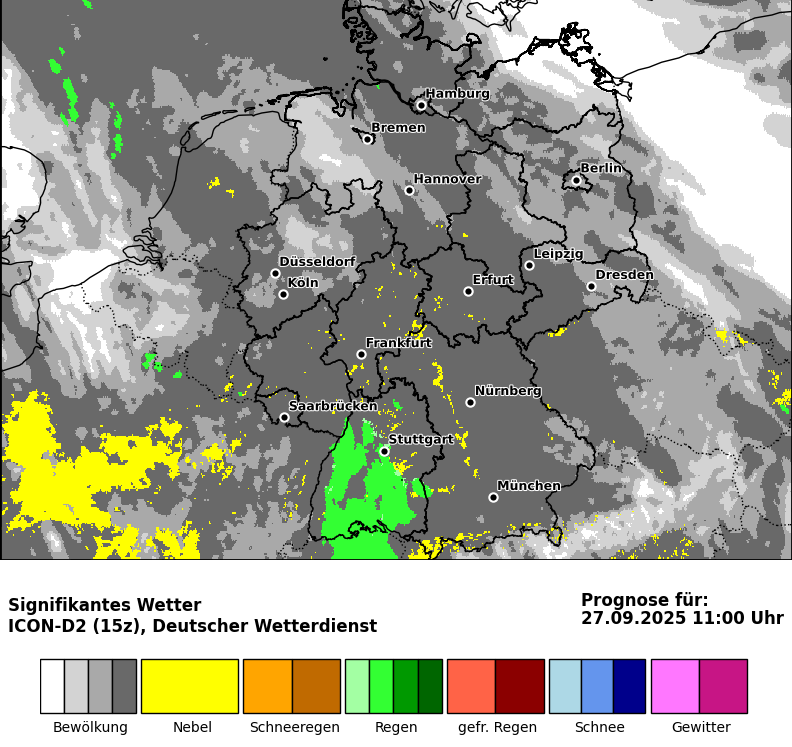 Hamburg
Bremen
Berlin
Hannover
Leipzig
Düsseldorf
Dresden
Köln
Erfurt
Frankfurt
Nürnberg
Saarbrücken
Stuttgart
München
Signifikantes Wetter
ICON-D2 (15z), Deutscher Wetterdienst
Prognose für:
27.09.2025 11:00 Uhr
Bewölkung Nebel Schneeregen Regen gefr. Regen Schnee Gewitter